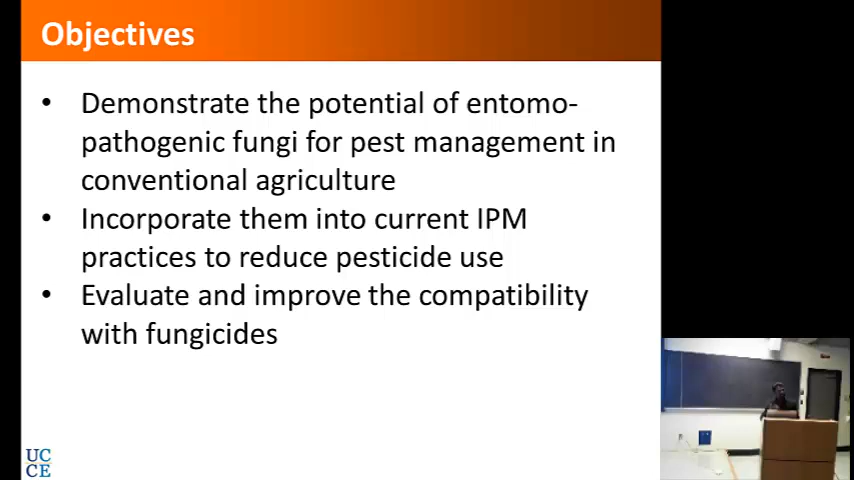 Objectives
• Demonstrate the potential of entomo-
pathogenic fungi for pest management in
conventional agriculture
• Incorporate them into current IPM
practices to reduce pesticide use
• Evaluate and improve the compatibility
with fungicides
UC
CE